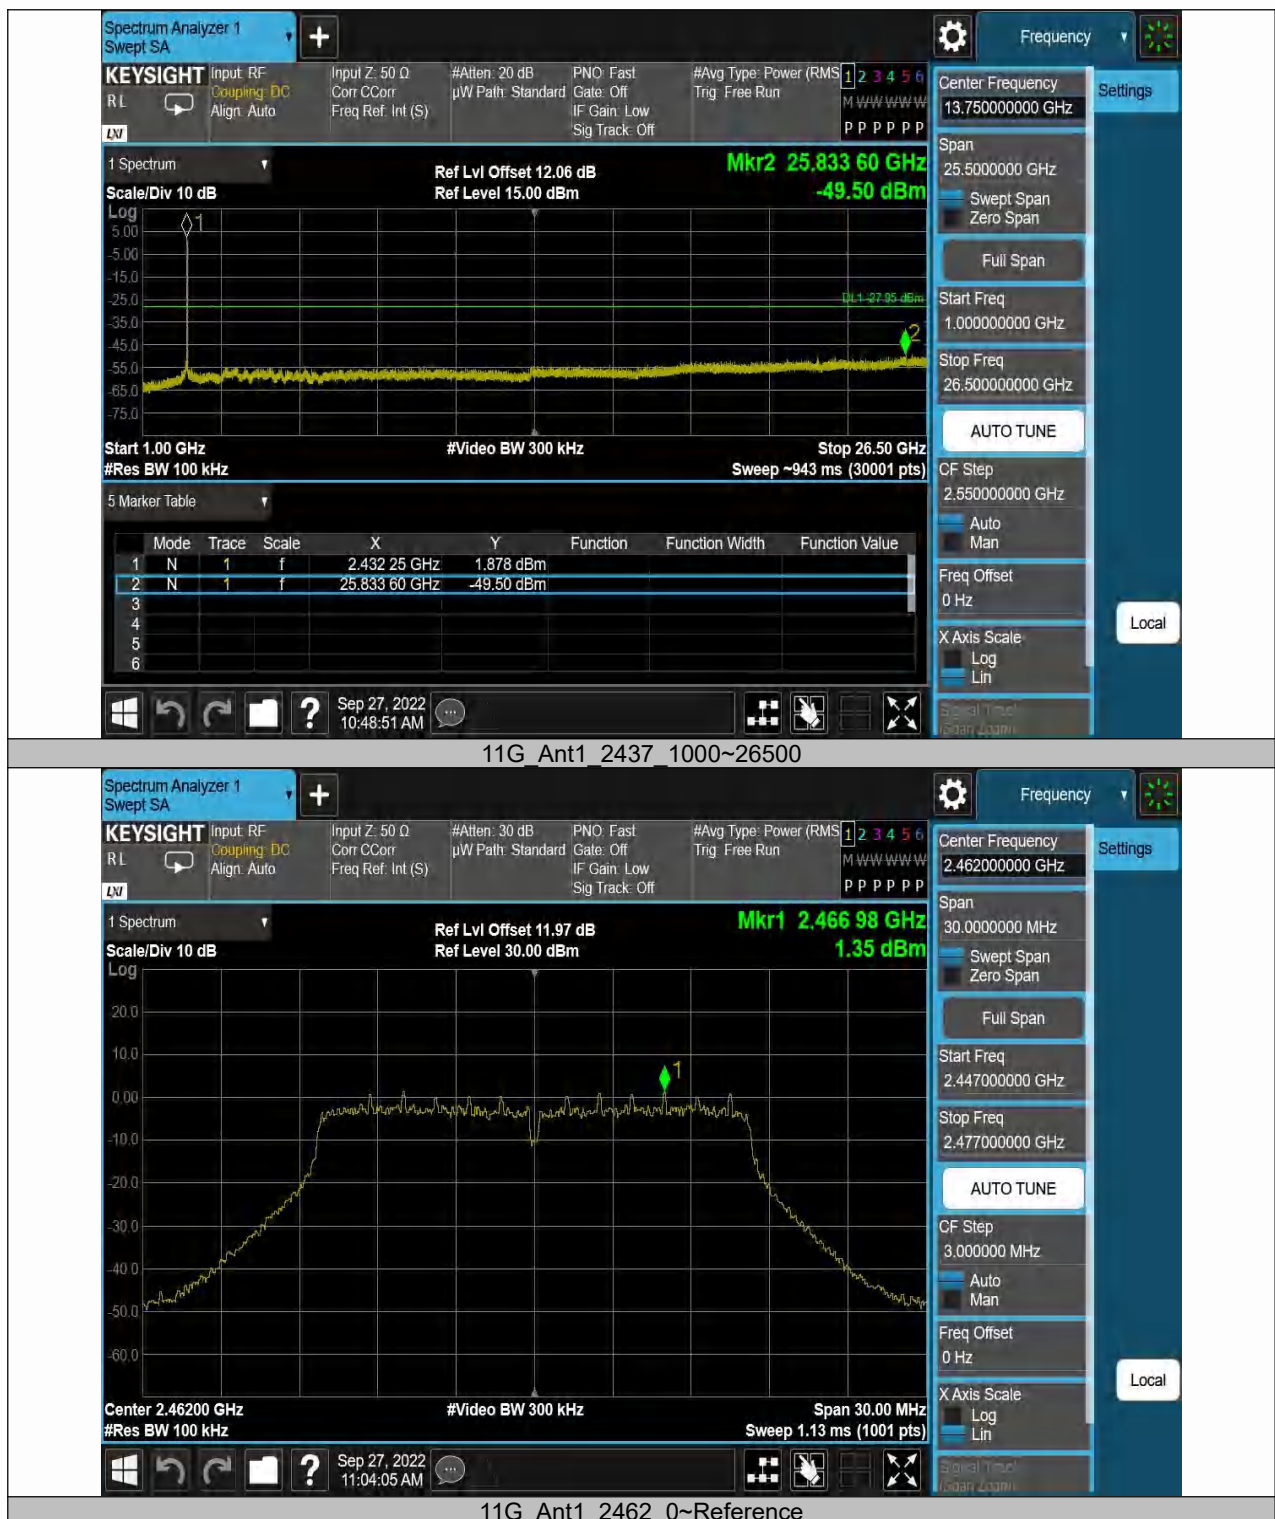 Spectrum Analyzer 1
Swept SA
+
Frequency
KEYSIGHT
RL
LXI
Input: RF
Coupling: DC
Align: Auto
Input Z: 50 Ω
Corr CCorr
Freq Ref: Int (S)
#Atten: 20 dB
µW Path: Standard
PNO: Fast
Gate: Off
IF Gain: Low
Sig Track: Off
#Avg Type: Power (RMS
Trig: Free Run
1 2 3 4 5 6
M W W W W W
P P P P P P
1 Spectrum
Scale/Div 10 dB
Ref Lvl Offset 12.06 dB
Ref Level 15.00 dBm
Mkr2 25.833 60 GHz
-49.50 dBm
Log
5.00
-5.00
-15.0
-25.0
-35.0
-45.0
-55.0
-65.0
-75.0
1
DL1 -27.95 dBm
2
Start 1.00 GHz
#Res BW 100 kHz
#Video BW 300 kHz
Stop 26.50 GHz
Sweep ~943 ms (30001 pts)
5 Marker Table
Mode Trace Scale X Y Function Function Width Function Value
1 N 1 f 2.432 25 GHz 1.878 dBm
2 N 1 f 25.833 60 GHz -49.50 dBm
3
4
5
6
?
Sep 27, 2022
10:48:51 AM
Center Frequency
13.750000000 GHz
Settings
Span
25.5000000 GHz
Swept Span
Zero Span
Full Span
Start Freq
1.000000000 GHz
Stop Freq
26.500000000 GHz
AUTO TUNE
CF Step
2.550000000 GHz
Auto
Man
Freq Offset
0 Hz
X Axis Scale
Log
Lin
Signal Track
(Span Zoom)
Local
11G_Ant1_2437_1000~26500
Spectrum Analyzer 1
Swept SA
+
Frequency
KEYSIGHT
RL
LXI
Input: RF
Coupling: DC
Align: Auto
Input Z: 50 Ω
Corr CCorr
Freq Ref: Int (S)
#Atten: 30 dB
µW Path: Standard
PNO: Fast
Gate: Off
IF Gain: Low
Sig Track: Off
#Avg Type: Power (RMS
Trig: Free Run
1 2 3 4 5 6
M W W W W W
P P P P P P
1 Spectrum
Scale/Div 10 dB
Ref Lvl Offset 11.97 dB
Ref Level 30.00 dBm
Mkr1 2.466 98 GHz
1.35 dBm
Log
20.0
10.0
0.00
-10.0
-20.0
-30.0
-40.0
-50.0
-60.0
1
Center 2.46200 GHz
#Res BW 100 kHz
#Video BW 300 kHz
Span 30.00 MHz
Sweep 1.13 ms (1001 pts)
?
Sep 27, 2022
11:04:05 AM
Center Frequency
2.462000000 GHz
Settings
Span
30.0000000 MHz
Swept Span
Zero Span
Full Span
Start Freq
2.447000000 GHz
Stop Freq
2.477000000 GHz
AUTO TUNE
CF Step
3.000000 MHz
Auto
Man
Freq Offset
0 Hz
X Axis Scale
Log
Lin
Signal Track
(Span Zoom)
Local
11G_Ant1_2462_0~Reference